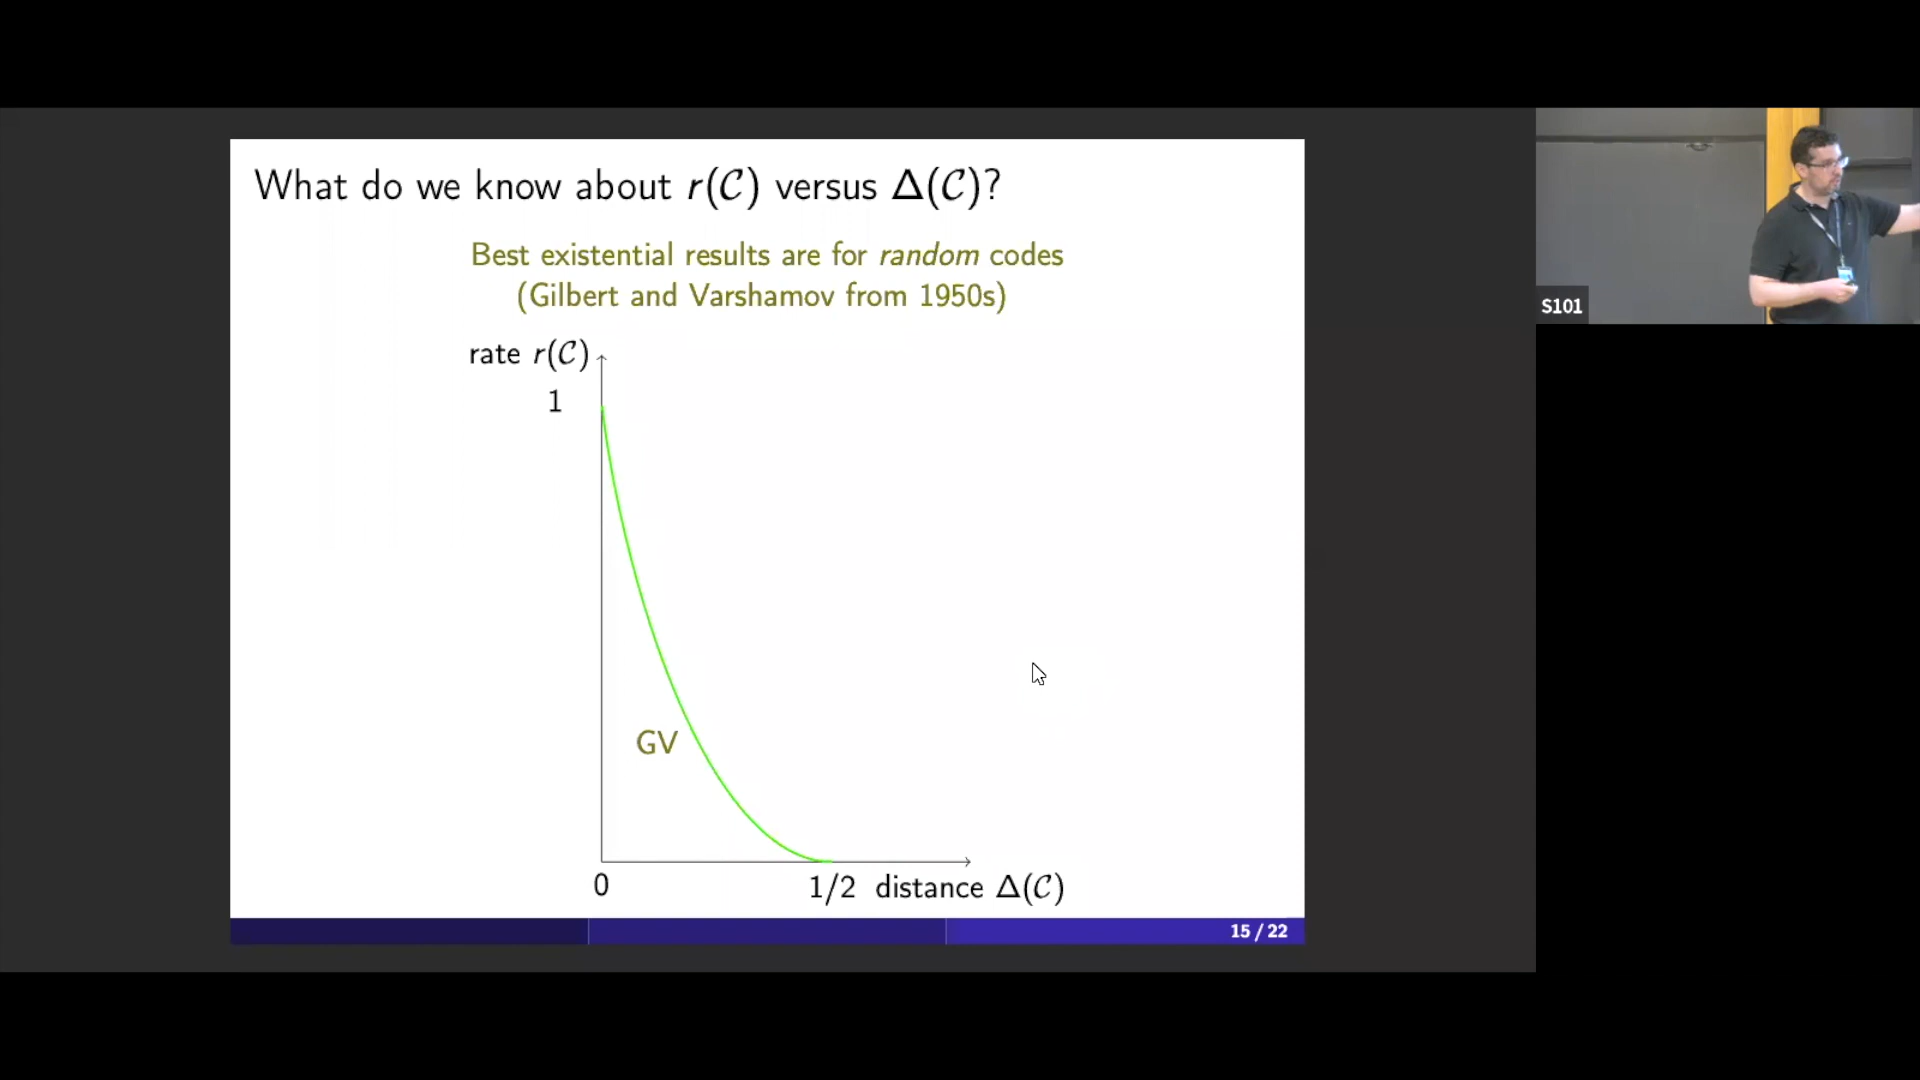 What do we know about r(C) versus Δ(C)?
Best existential results are for random codes
(Gilbert and Varshamov from 1950s)
rate r(C)
1
GV
0
1/2 distance Δ(C)
15 / 22
S101